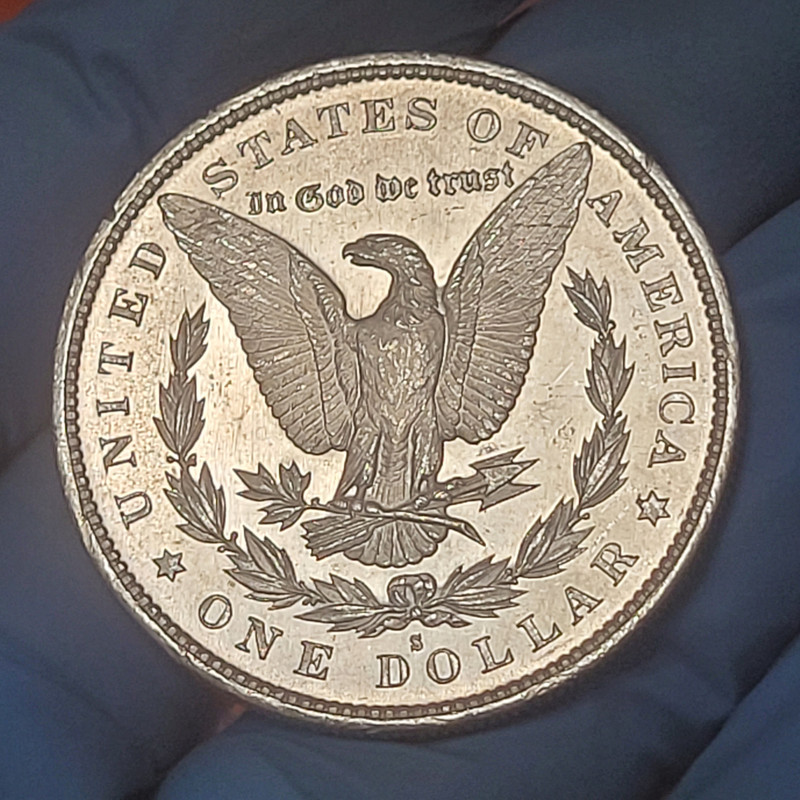 UNITED STATES OF AMERICA
In God we trust
S
ONE DOLLAR